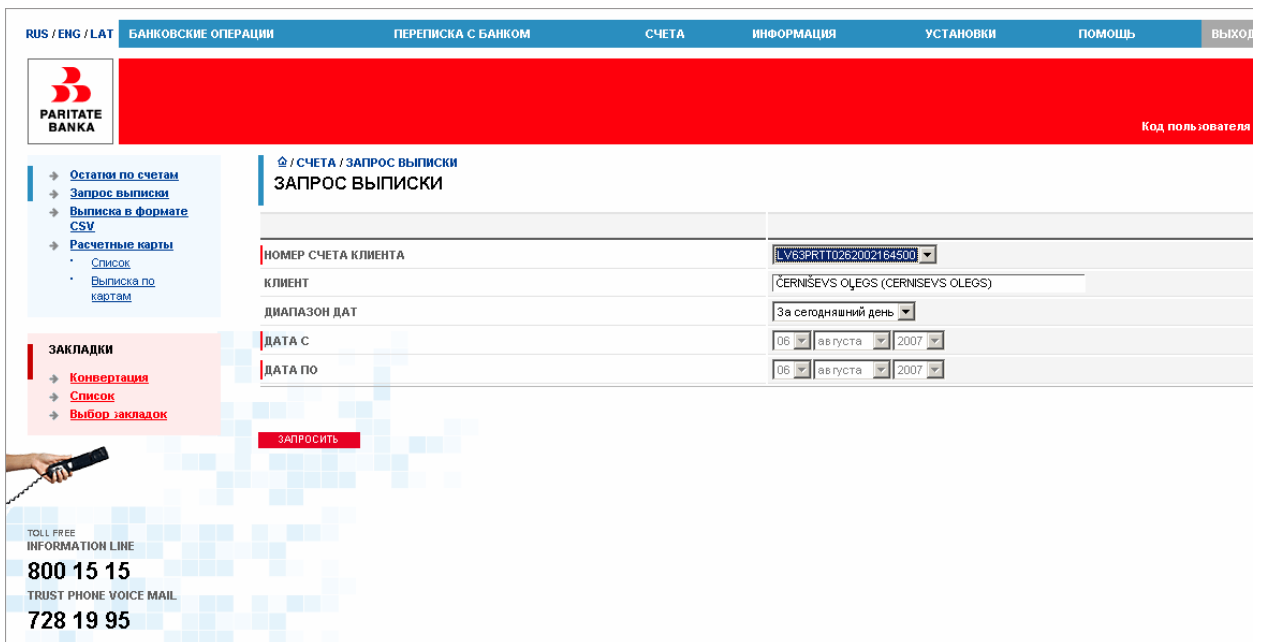 RUS / ENG / LAT БАНКОВСКИЕ ОПЕРАЦИИ ПЕРЕПИСКА С БАНКОМ СЧЕТА ИНФОРМАЦИЯ УСТАНОВКИ ПОМОЩЬ ВЫХОД
PARITATE
BANKA
Код пользователя
Остатки по счетам
Запрос выписки
Выписка в формате
CSV
Расчетные карты
Список
Выписка по
картам
ЗАКЛАДКИ
Конвертация
Список
Выбор закладок
TOLL FREE
INFORMATION LINE
800 15 15
TRUST PHONE VOICE MAIL
728 19 95
/ СЧЕТА / ЗАПРОС ВЫПИСКИ
ЗАПРОС ВЫПИСКИ
НОМЕР СЧЕТА КЛИЕНТА LV63PRTT0262002164500
КЛИЕНТ ČERNIŠEVS OĻEGS (CERNISEVS OLEGS)
ДИАПАЗОН ДАТ За сегодняшний день
ДАТА С 06 августа 2007
ДАТА ПО 06 августа 2007
ЗАПРОСИТЬ